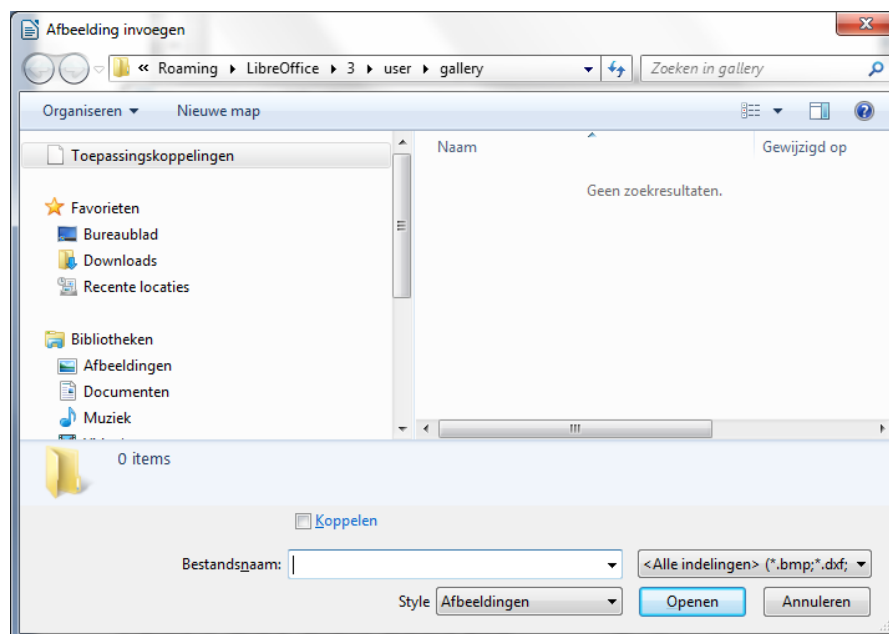 Afbeelding invoegen
« Roaming LibreOffice 3 user gallery
Zoeken in gallery
Organiseren Nieuwe map
Toepassingskoppelingen
Naam Gewijzigd op
Geen zoekresultaten.
Favorieten
Bureaublad
Downloads
Recente locaties
Bibliotheken
Afbeeldingen
Documenten
Muziek
0 items
Koppelen
Bestandsnaam: <Alle indelingen> (*.bmp;*.dxf;
Style Afbeeldingen Openen Annuleren